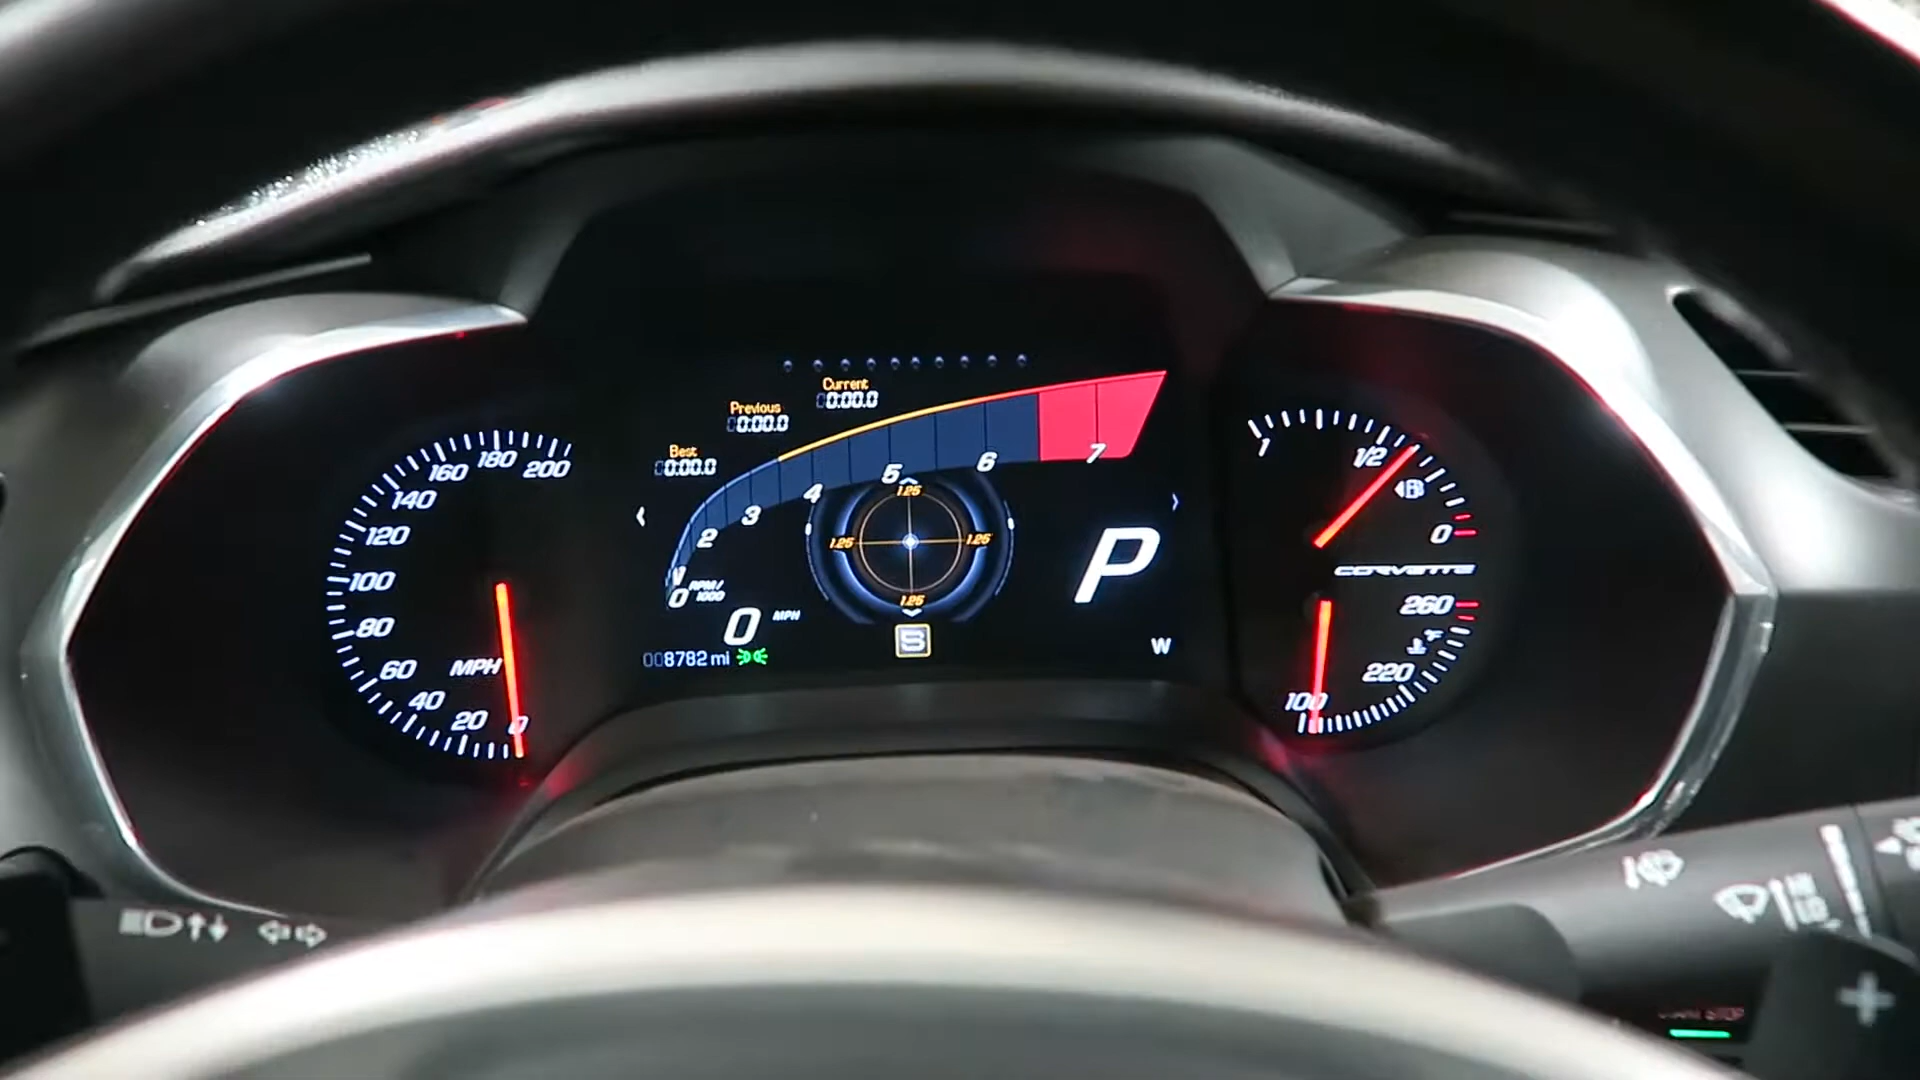 Current
0:00.0
Previous
0:00.0
Best
0:00.0
20
40
60
80
100
120
140
160
180
200
0
MPH
0
1
2
3
4
5
6
7
RPM/
1000
1.25
1.25
1.25
1.25
0 MPH
P
S
008782 mi
W
1
1/2
0
CORVETTE
260
°F
220
100